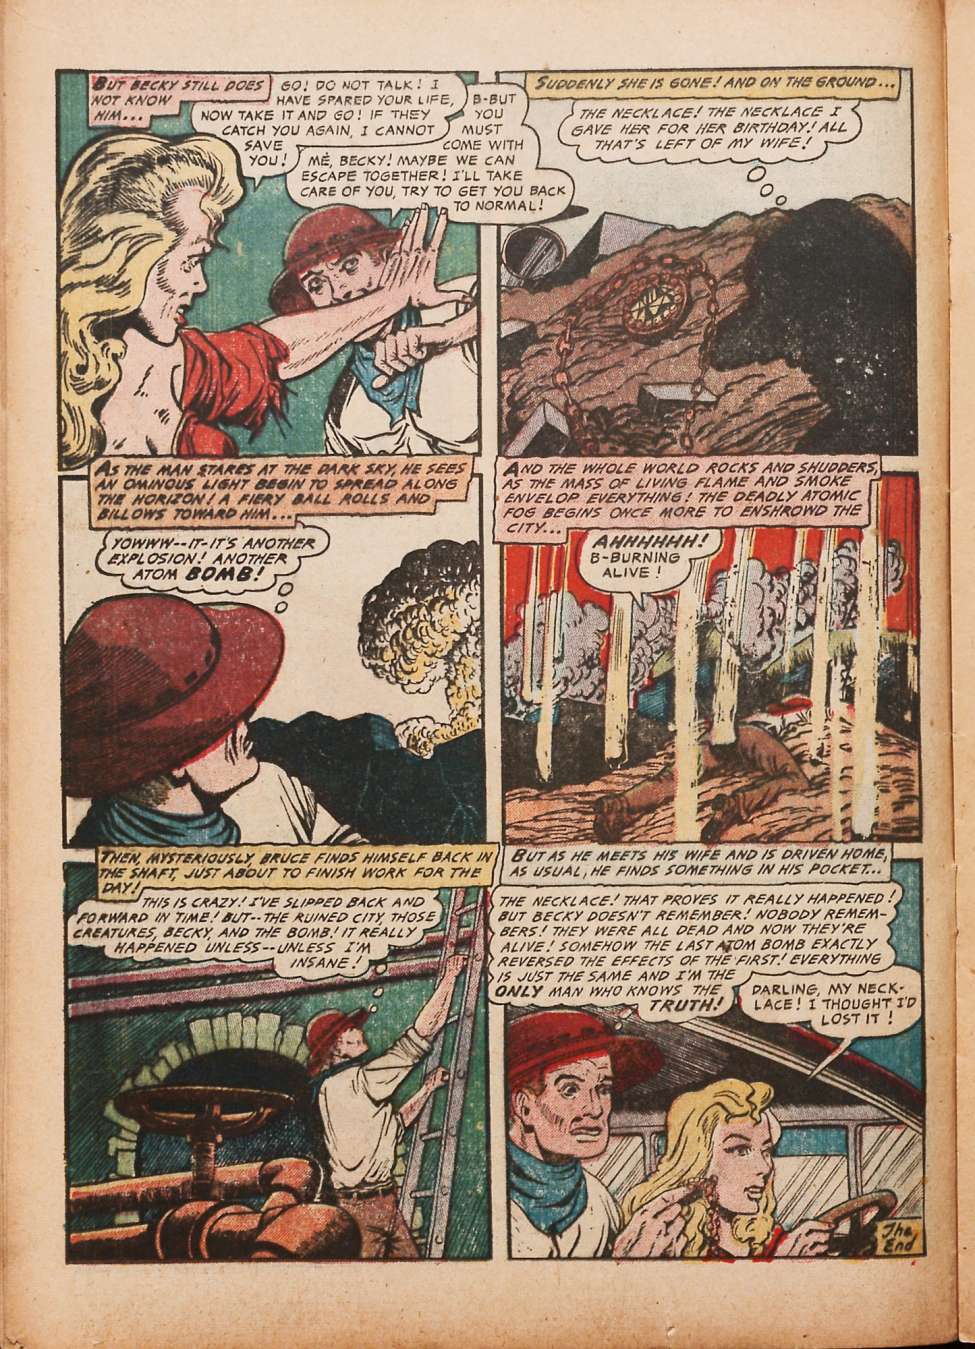 BUT BECKY STILL DOES
NOT KNOW
HIM...
GO! DO NOT TALK! I
HAVE SPARED YOUR LIFE,
NOW TAKE IT AND GO! IF THEY
CATCH YOU AGAIN, I CANNOT
SAVE
YOU!
B-BUT
YOU
MUST
COME WITH
ME, BECKY! MAYBE WE CAN
ESCAPE TOGETHER! I'LL TAKE
CARE OF YOU, TRY TO GET YOU BACK
TO NORMAL!
SUDDENLY SHE IS GONE! AND ON THE GROUND...
THE NECKLACE! THE NECKLACE I
GAVE HER FOR HER BIRTHDAY! ALL
THAT'S LEFT OF MY WIFE!
AS THE MAN STARES AT THE DARK SKY, HE SEES
AN OMINOUS LIGHT BEGIN TO SPREAD ALONG
THE HORIZON! A FIERY BALL ROLLS AND
BILLOWS TOWARD HIM...
YOWWW--IT-IT'S ANOTHER
EXPLOSION! ANOTHER
ATOM BOMB!
AND THE WHOLE WORLD ROCKS AND SHUDDERS,
AS THE MASS OF LIVING FLAME AND SMOKE
ENVELOP EVERYTHING! THE DEADLY ATOMIC
FOG BEGINS ONCE MORE TO ENSHROWD THE
CITY...
AHHHHHH!
B-BURNING
ALIVE!
THEN, MYSTERIOUSLY, BRUCE FINDS HIMSELF BACK IN
THE SHAFT, JUST ABOUT TO FINISH WORK FOR THE
DAY!
THIS IS CRAZY! I'VE SLIPPED BACK AND
FORWARD IN TIME! BUT--THE RUINED CITY, THOSE
CREATURES, BECKY, AND THE BOMB! IT REALLY
HAPPENED UNLESS--UNLESS I'M
INSANE!
BUT AS HE MEETS HIS WIFE AND IS DRIVEN HOME,
AS USUAL, HE FINDS SOMETHING IN HIS POCKET...
THE NECKLACE! THAT PROVES IT REALLY HAPPENED!
BUT BECKY DOESN'T REMEMBER! NOBODY REMEM-
BERS! THEY WERE ALL DEAD AND NOW THEY'RE
ALIVE! SOMEHOW THE LAST ATOM BOMB EXACTLY
REVERSED THE EFFECTS OF THE FIRST! EVERYTHING
IS JUST THE SAME AND I'M THE
ONLY MAN WHO KNOWS THE
TRUTH!
DARLING, MY NECK-
LACE! I THOUGHT I'D
LOST IT!
The
End